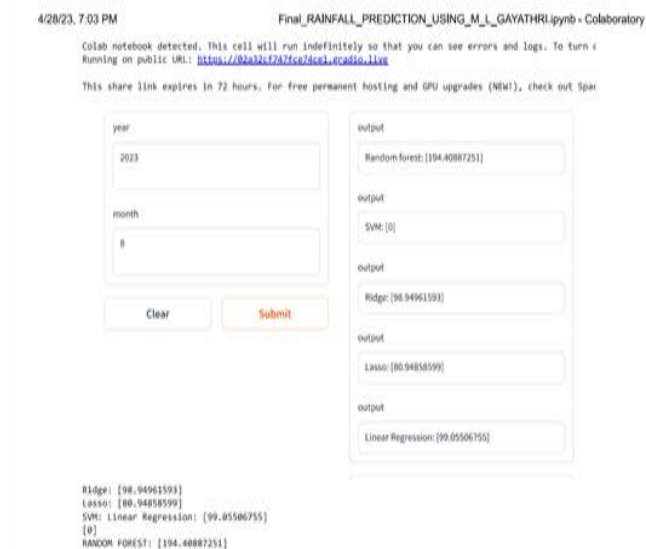 4/28/23, 7:03 PM
Final_RAINFALL_PREDICTION_USING_M_L_GAYATHRI.ipynb - Colaboratory
Colab notebook detected. This cell will run indefinitely so that you can see errors and logs. To turn
Running on public URL: https://02a32cf747fce74ce1.gradio.live
This share link expires in 72 hours. For free permanent hosting and GPU upgrades (NEW!), check out
year
2023
month
8
Clear
Submit
output
Random forest: [194.40887251]
output
SVM: [0]
output
Ridge: [98.94961593]
output
Lasso: [80.94858599]
output
Linear Regression: [99.05506755]
Ridge: [98.94961593]
Lasso: [80.94858599]
SVM: Linear Regression: [99.05506755]
[0]
RANDOM FOREST: [194.40887251]